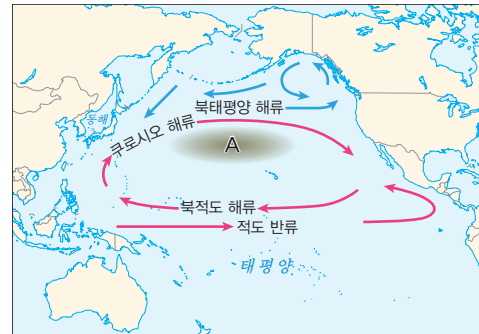 동해
북태평양 해류
쿠로시오 해류
A
북적도 해류
적도 반류
태평양